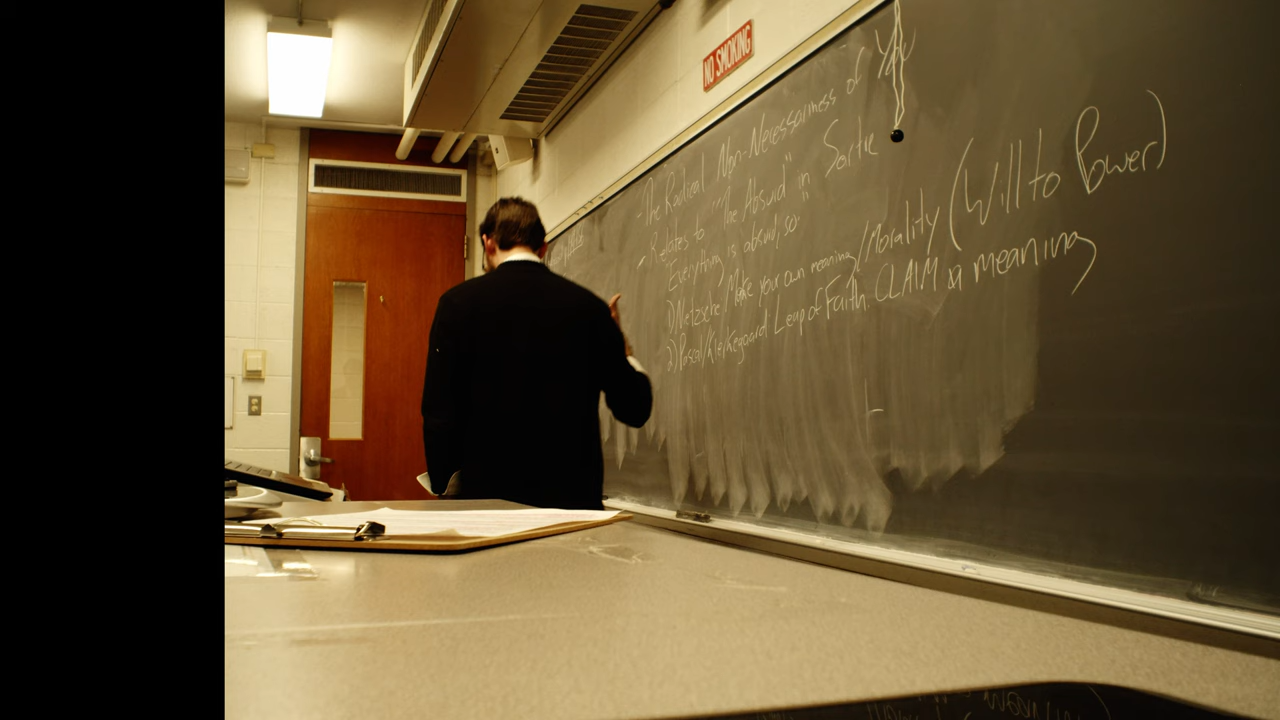 NO SMOKING
- The Radical Non-Necessariness of You
- Relates to "The Absurd" in Sartre
"Everything is absurd, so"
1) Nietzsche/Make your own meaning/Morality (Will to Power)
2) Pascal/Kierkegaard Leap of Faith CLAIM a meaning